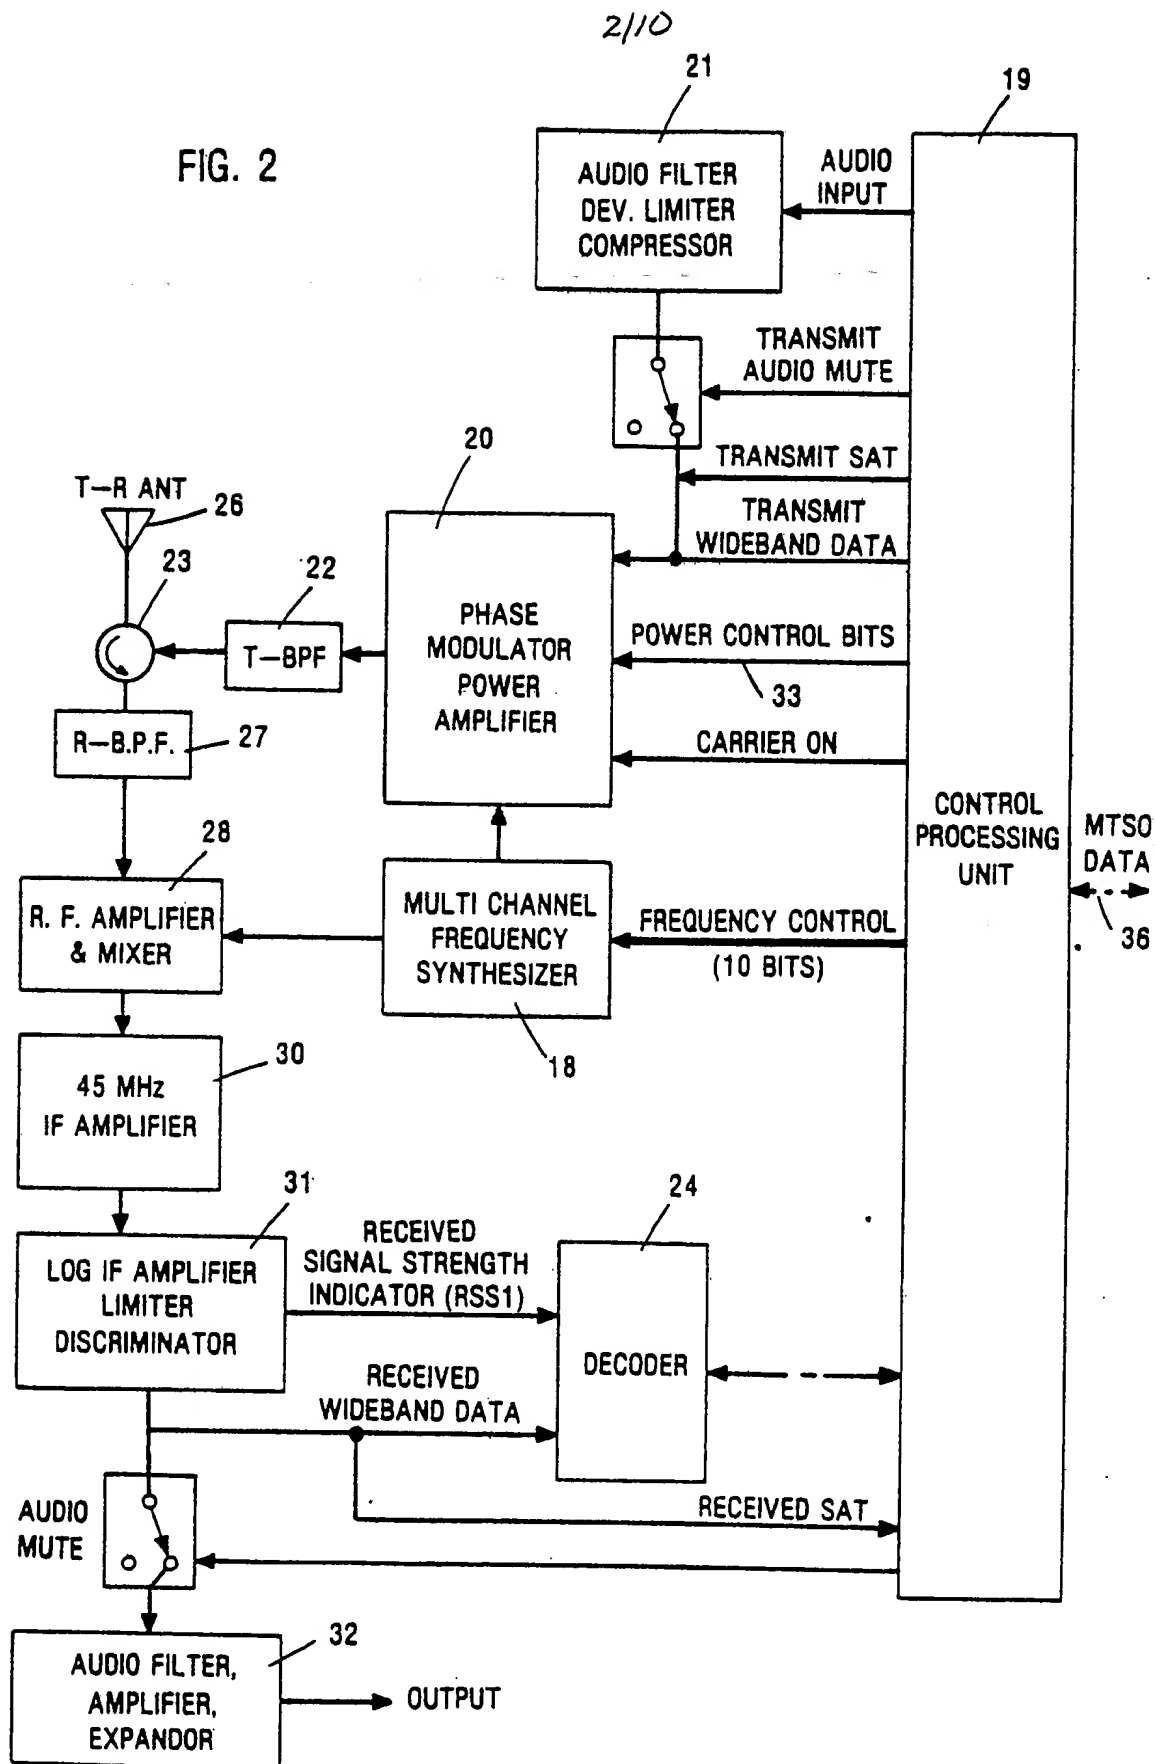 2/10
FIG. 2
21
19
AUDIO FILTER
DEV. LIMITER
COMPRESSOR
AUDIO
INPUT
TRANSMIT
AUDIO MUTE
TRANSMIT SAT
TRANSMIT
WIDEBAND DATA
20
T-R ANT
26
23
22
T-BPF
PHASE
MODULATOR
POWER
AMPLIFIER
POWER CONTROL BITS
33
CARRIER ON
R-B.P.F.
27
CONTROL
PROCESSING
UNIT
MTSO
DATA
36
28
R. F. AMPLIFIER
& MIXER
MULTI CHANNEL
FREQUENCY
SYNTHESIZER
18
FREQUENCY CONTROL
(10 BITS)
45 MHz
IF AMPLIFIER
30
31
LOG IF AMPLIFIER
LIMITER
DISCRIMINATOR
RECEIVED
SIGNAL STRENGTH
INDICATOR (RSS1)
24
DECODER
RECEIVED
WIDEBAND DATA
RECEIVED SAT
AUDIO
MUTE
32
AUDIO FILTER,
AMPLIFIER,
EXPANDOR
OUTPUT